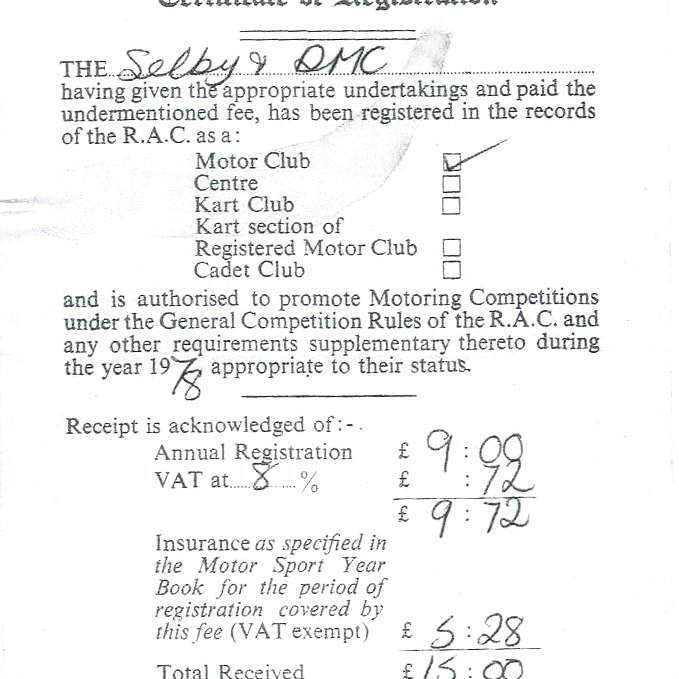 Certificate of Registration
THE Selby & DMC
having given the appropriate undertakings and paid the
undermentioned fee, has been registered in the records
of the R.A.C. as a:
Motor Club ✓
Centre
Kart Club
Kart section of
Registered Motor Club
Cadet Club
and is authorised to promote Motoring Competitions
under the General Competition Rules of the R.A.C. and
any other requirements supplementary thereto during
the year 1978 appropriate to their status.
Receipt is acknowledged of:-.
Annual Registration £ 9:00
VAT at 8 % £ :72
£ 9:72
Insurance as specified in
the Motor Sport Year
Book for the period of
registration covered by
this fee (VAT exempt) £ 5:28
Total Received £ 15:00